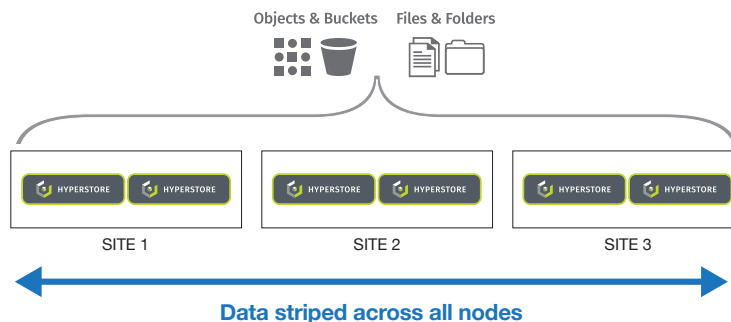 Objects & Buckets Files & Folders
HYPERSTORE HYPERSTORE HYPERSTORE HYPERSTORE HYPERSTORE HYPERSTORE
SITE 1 SITE 2 SITE 3
Data striped across all nodes